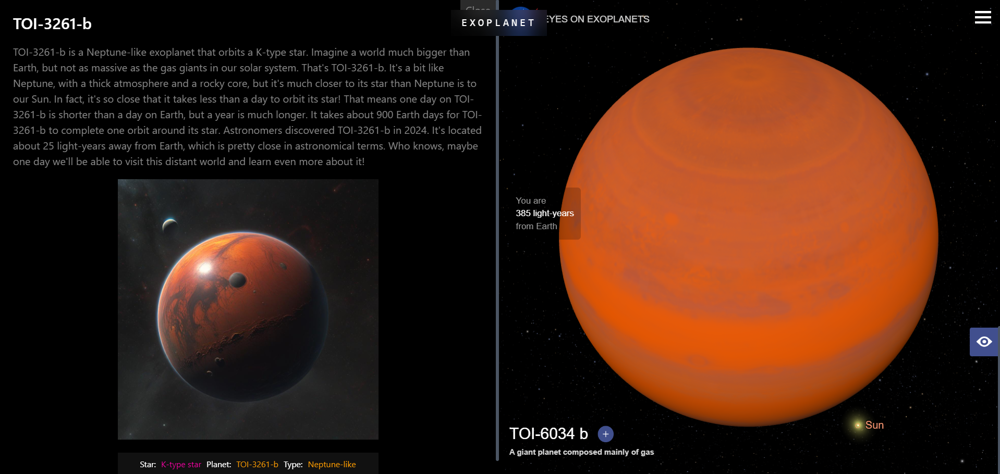 TOI-3261-b
TOI-3261-b is a Neptune-like exoplanet that orbits a K-type star. Imagine a world much bigger than
Earth, but not as massive as the gas giants in our solar system. That's TOI-3261-b. It's a bit like
Neptune, with a thick atmosphere and a rocky core, but it's much closer to its star than Neptune is to
our Sun. In fact, it's so close that it takes less than a day to orbit its star! That means one day on TOI-
3261-b is shorter than a day on Earth, but a year is much longer. It takes about 900 Earth days for TOI-
3261-b to complete one orbit around its star. Astronomers discovered TOI-3261-b in 2024. It's located
about 25 light-years away from Earth, which is pretty close in astronomical terms. Who knows, maybe
one day we'll be able to visit this distant world and learn even more about it!
Star: K-type star Planet: TOI-3261-b Type: Neptune-like
Close
EXOPLANET
EYES ON EXOPLANETS
You are
385 light-years
from Earth
Sun
TOI-6034 b +
A giant planet composed mainly of gas